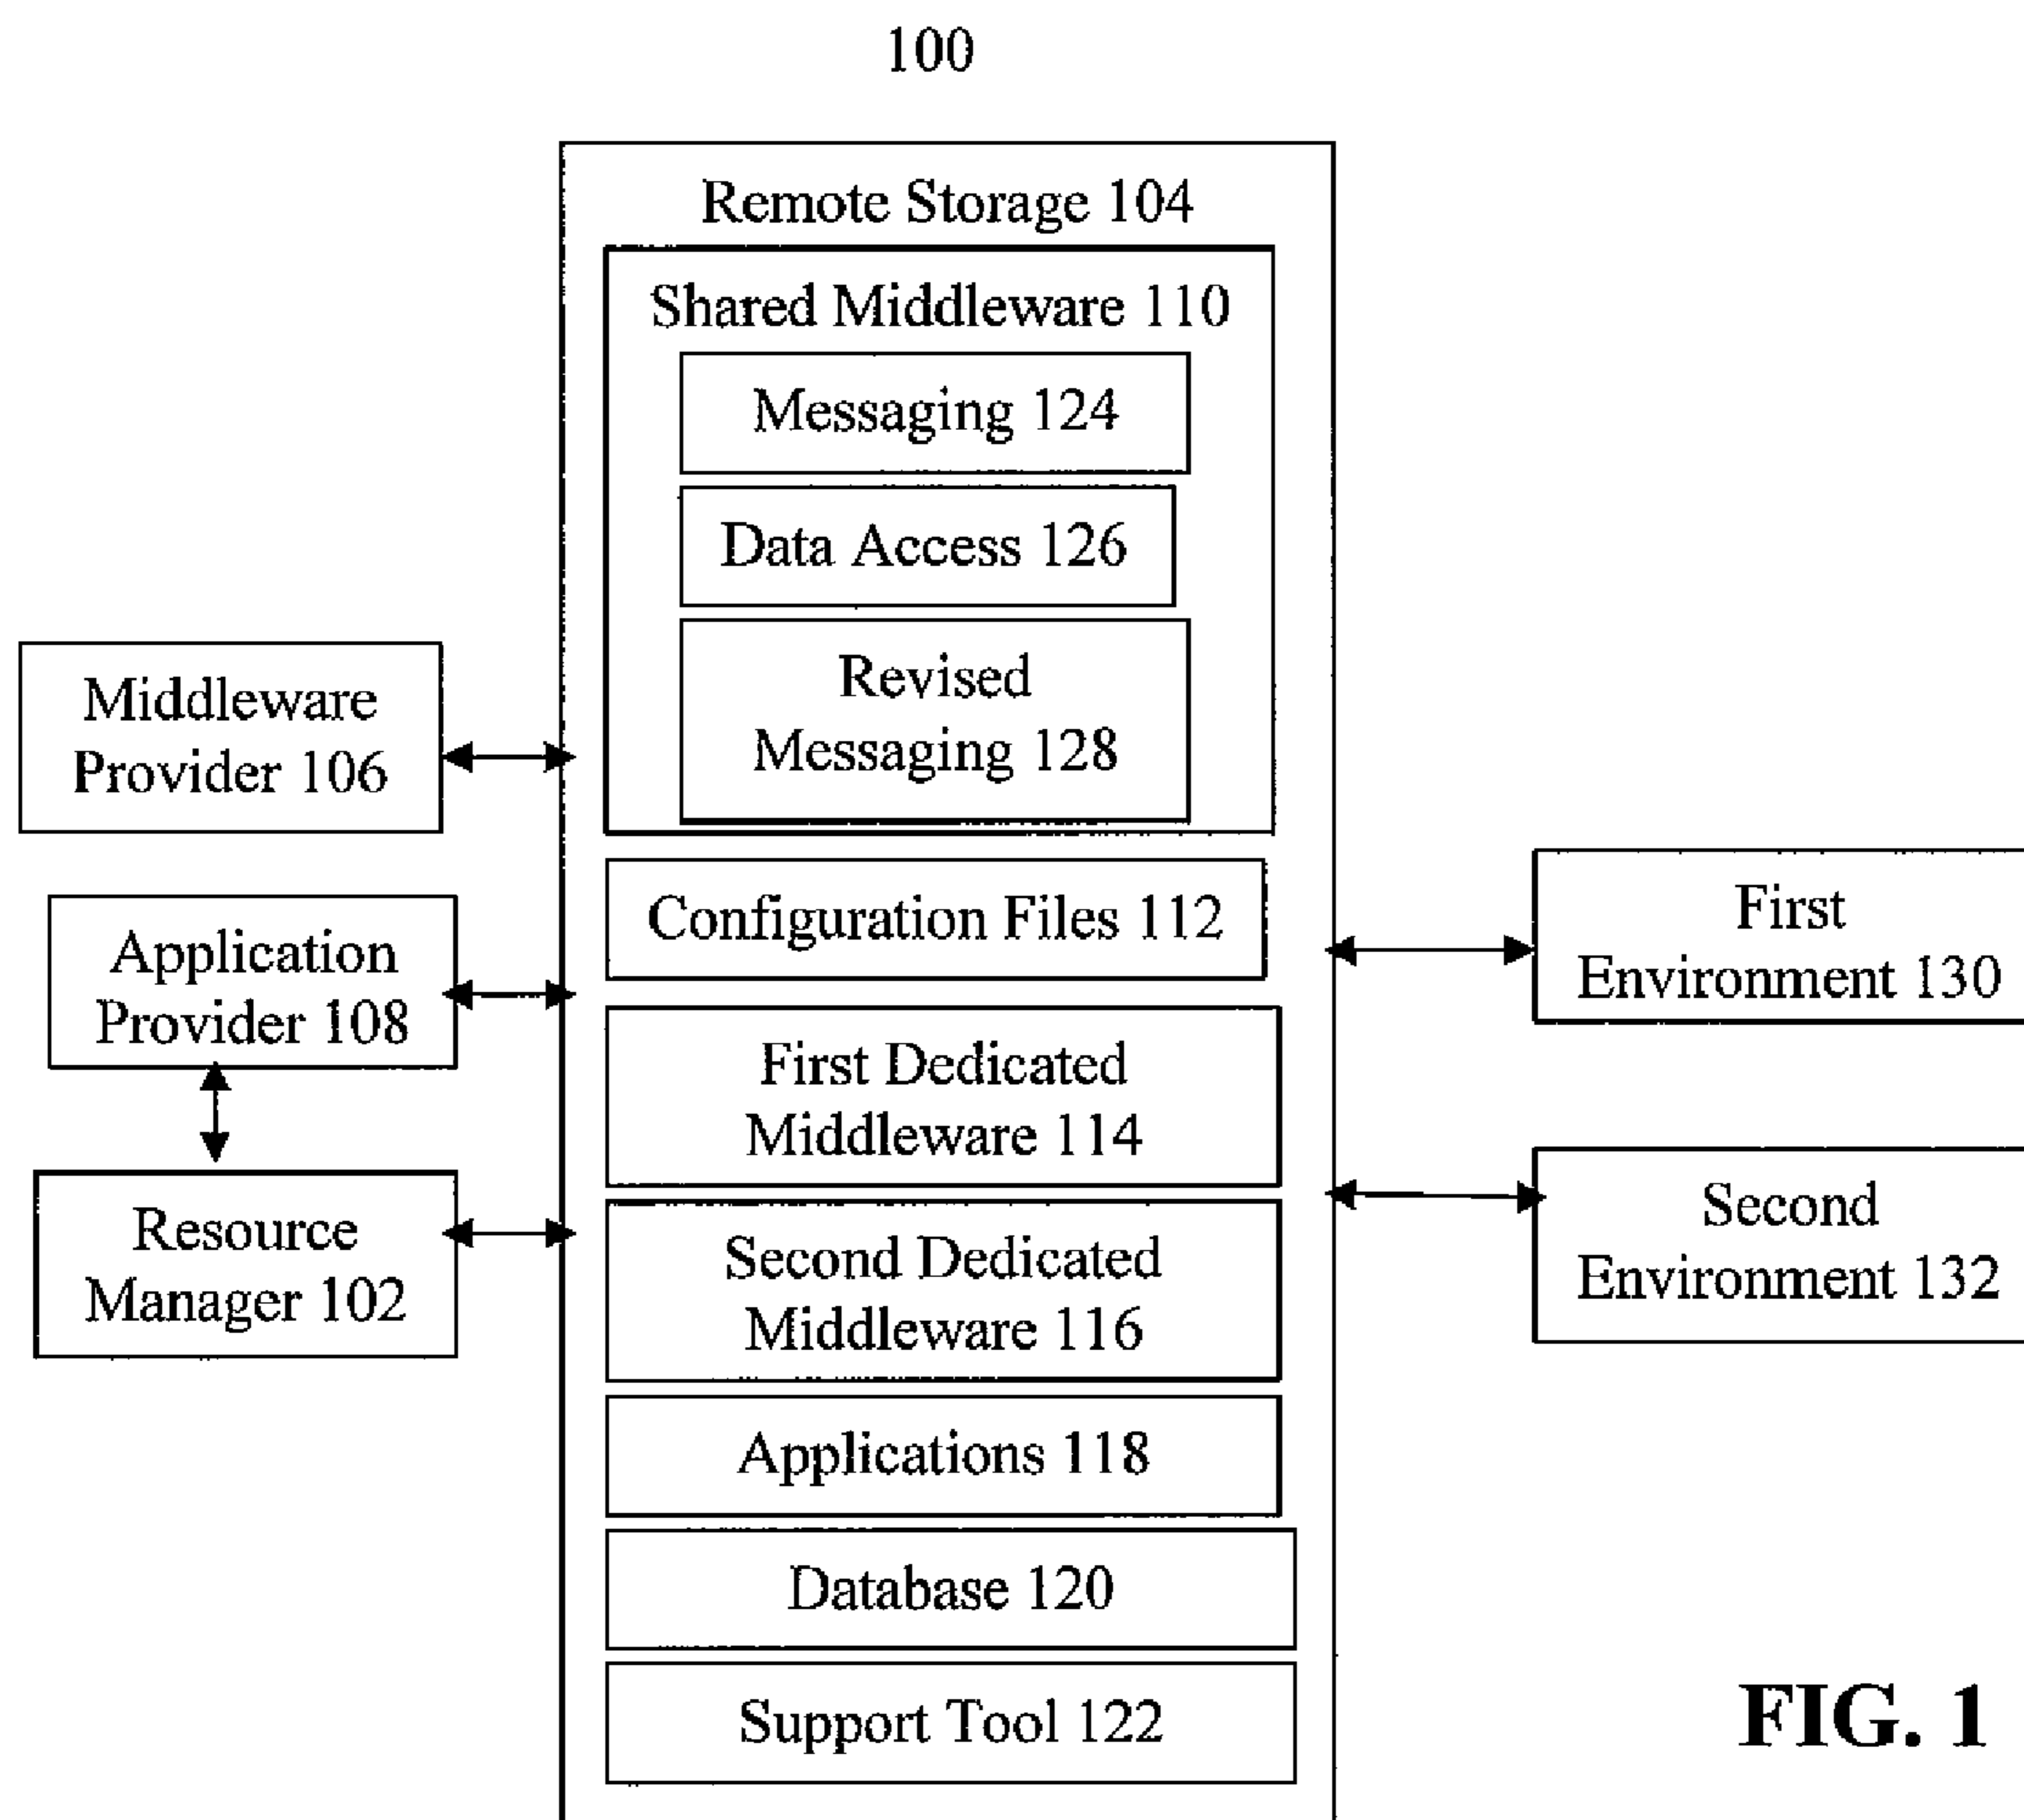 100
Remote Storage 104
Shared Middleware 110
Messaging 124
Data Access 126
Revised
Messaging 128
Middleware
Provider 106
Configuration Files 112
Application
Provider 108
First
Environment 130
First Dedicated
Middleware 114
Resource
Manager 102
Second Dedicated
Middleware 116
Second
Environment 132
Applications 118
Database 120
Support Tool 122
FIG. 1